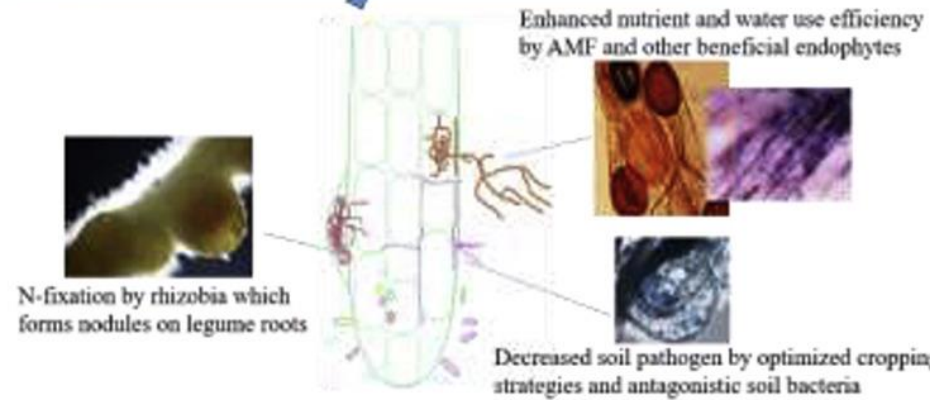 Enhanced nutrient and water use efficiency
by AMF and other beneficial endophytes
N-fixation by rhizobia which
forms nodules on legume roots
Decreased soil pathogen by optimized cropping
strategies and antagonistic soil bacteria